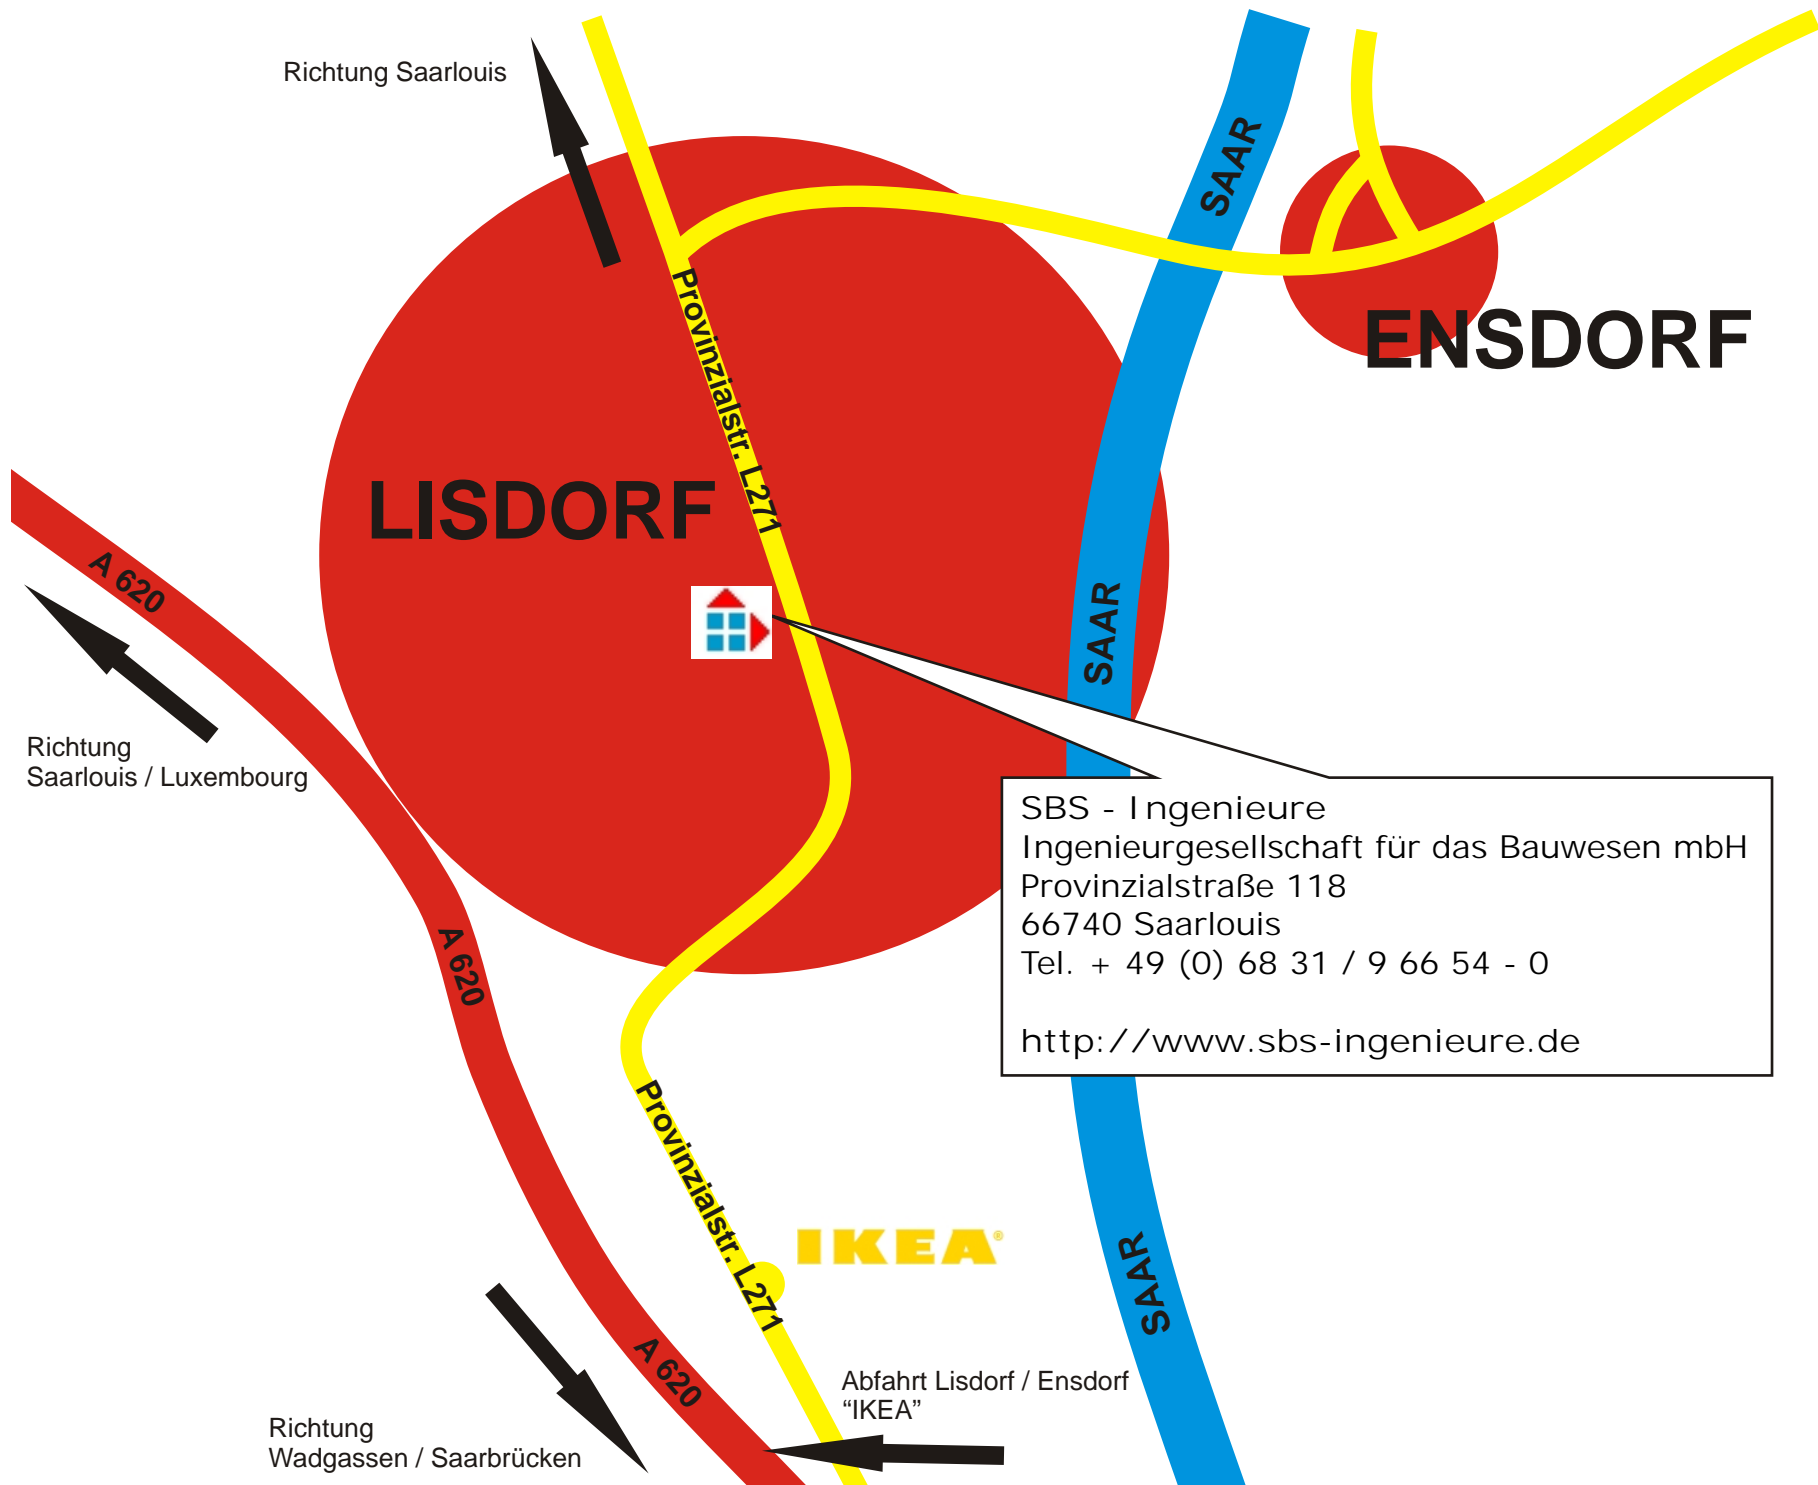 Richtung Saarlouis
SAAR
ENSDORF
Provinzialstr. L271
LISDORF
A 620
SAAR
Richtung
Saarlouis / Luxembourg
SBS - Ingenieure
Ingenieurgesellschaft für das Bauwesen mbH
Provinzialstraße 118
66740 Saarlouis
Tel. + 49 (0) 68 31 / 9 66 54 - 0
http://www.sbs-ingenieure.de
A 620
Provinzialstr. L271
IKEA®
SAAR
A 620
Abfahrt Lisdorf / Ensdorf
“IKEA”
Richtung
Wadgassen / Saarbrücken